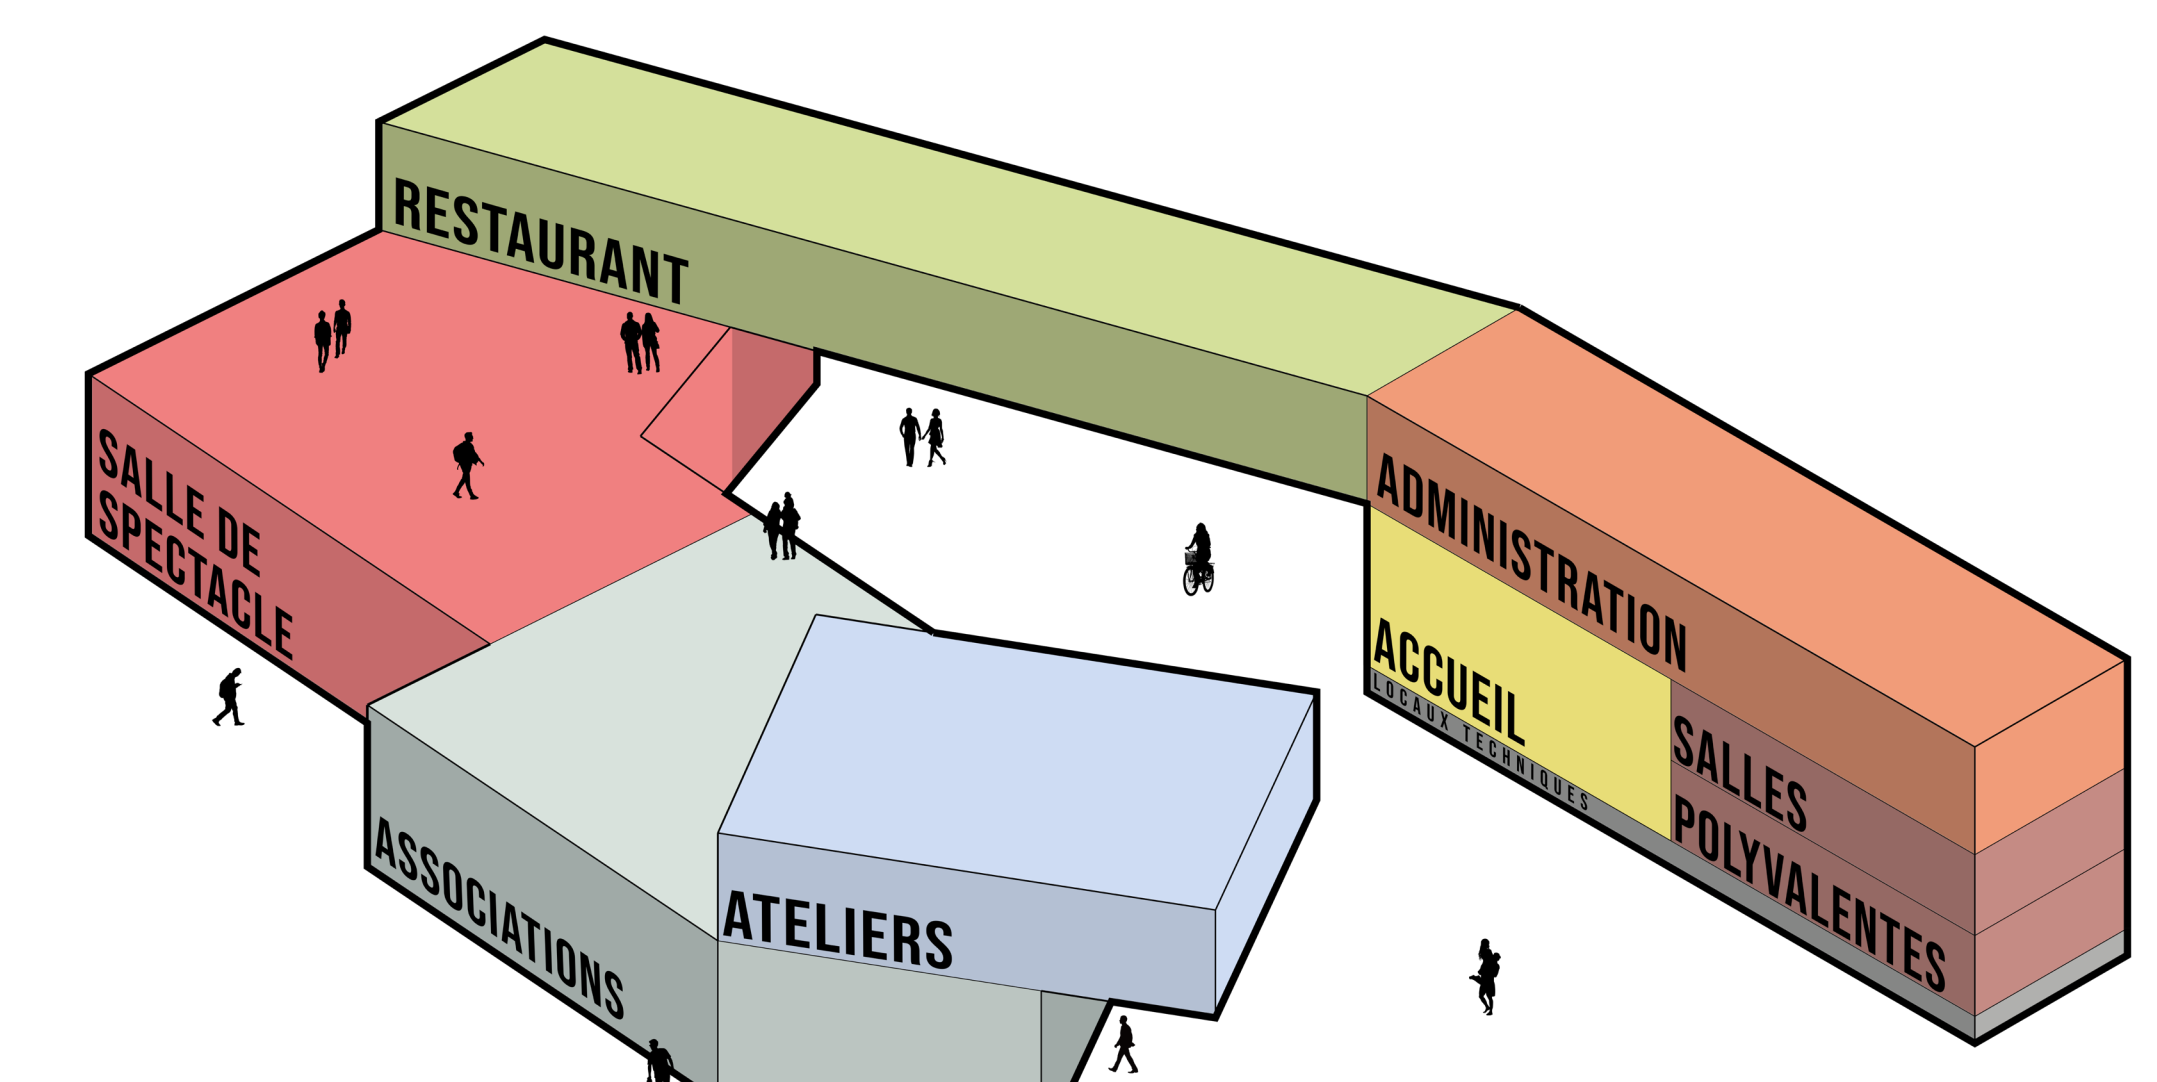 RESTAURANT
SALLE DE
SPECTACLE
ADMINISTRATION
ACCUEIL
LOCAUX TECHNIQUES
SALLES
POLYVALENTES
ASSOCIATIONS
ATELIERS